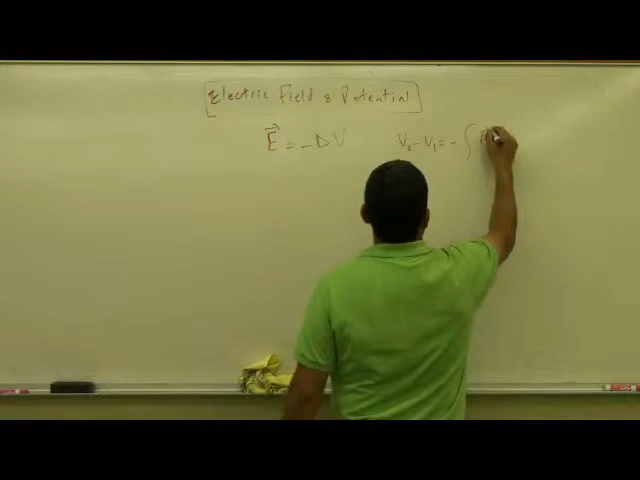 Electric Field & Potential
E⃗ = -DV V₂ - V₁ = - ∫